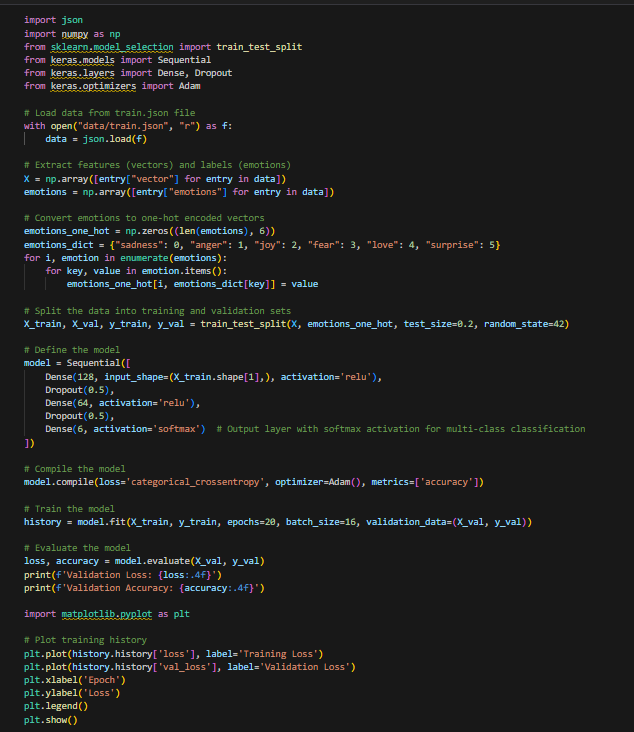 import json
import numpy as np
from sklearn.model_selection import train_test_split
from keras.models import Sequential
from keras.layers import Dense, Dropout
from keras.optimizers import Adam

# Load data from train.json file
with open("data/train.json", "r") as f:
    data = json.load(f)

# Extract features (vectors) and labels (emotions)
X = np.array([entry["vector"] for entry in data])
emotions = np.array([entry["emotions"] for entry in data])

# Convert emotions to one-hot encoded vectors
emotions_one_hot = np.zeros((len(emotions), 6))
emotions_dict = {"sadness": 0, "anger": 1, "joy": 2, "fear": 3, "love": 4, "surprise": 5}
for i, emotion in enumerate(emotions):
    for key, value in emotion.items():
        emotions_one_hot[i, emotions_dict[key]] = value

# Split the data into training and validation sets
X_train, X_val, y_train, y_val = train_test_split(X, emotions_one_hot, test_size=0.2, random_state=42)

# Define the model
model = Sequential([
    Dense(128, input_shape=(X_train.shape[1],), activation='relu'),
    Dropout(0.5),
    Dense(64, activation='relu'),
    Dropout(0.5),
    Dense(6, activation='softmax')  # Output layer with softmax activation for multi-class classification
])

# Compile the model
model.compile(loss='categorical_crossentropy', optimizer=Adam(), metrics=['accuracy'])

# Train the model
history = model.fit(X_train, y_train, epochs=20, batch_size=16, validation_data=(X_val, y_val))

# Evaluate the model
loss, accuracy = model.evaluate(X_val, y_val)
print(f'Validation Loss: {loss:.4f}')
print(f'Validation Accuracy: {accuracy:.4f}')

import matplotlib.pyplot as plt

# Plot training history
plt.plot(history.history['loss'], label='Training Loss')
plt.plot(history.history['val_loss'], label='Validation Loss')
plt.xlabel('Epoch')
plt.ylabel('Loss')
plt.legend()
plt.show()